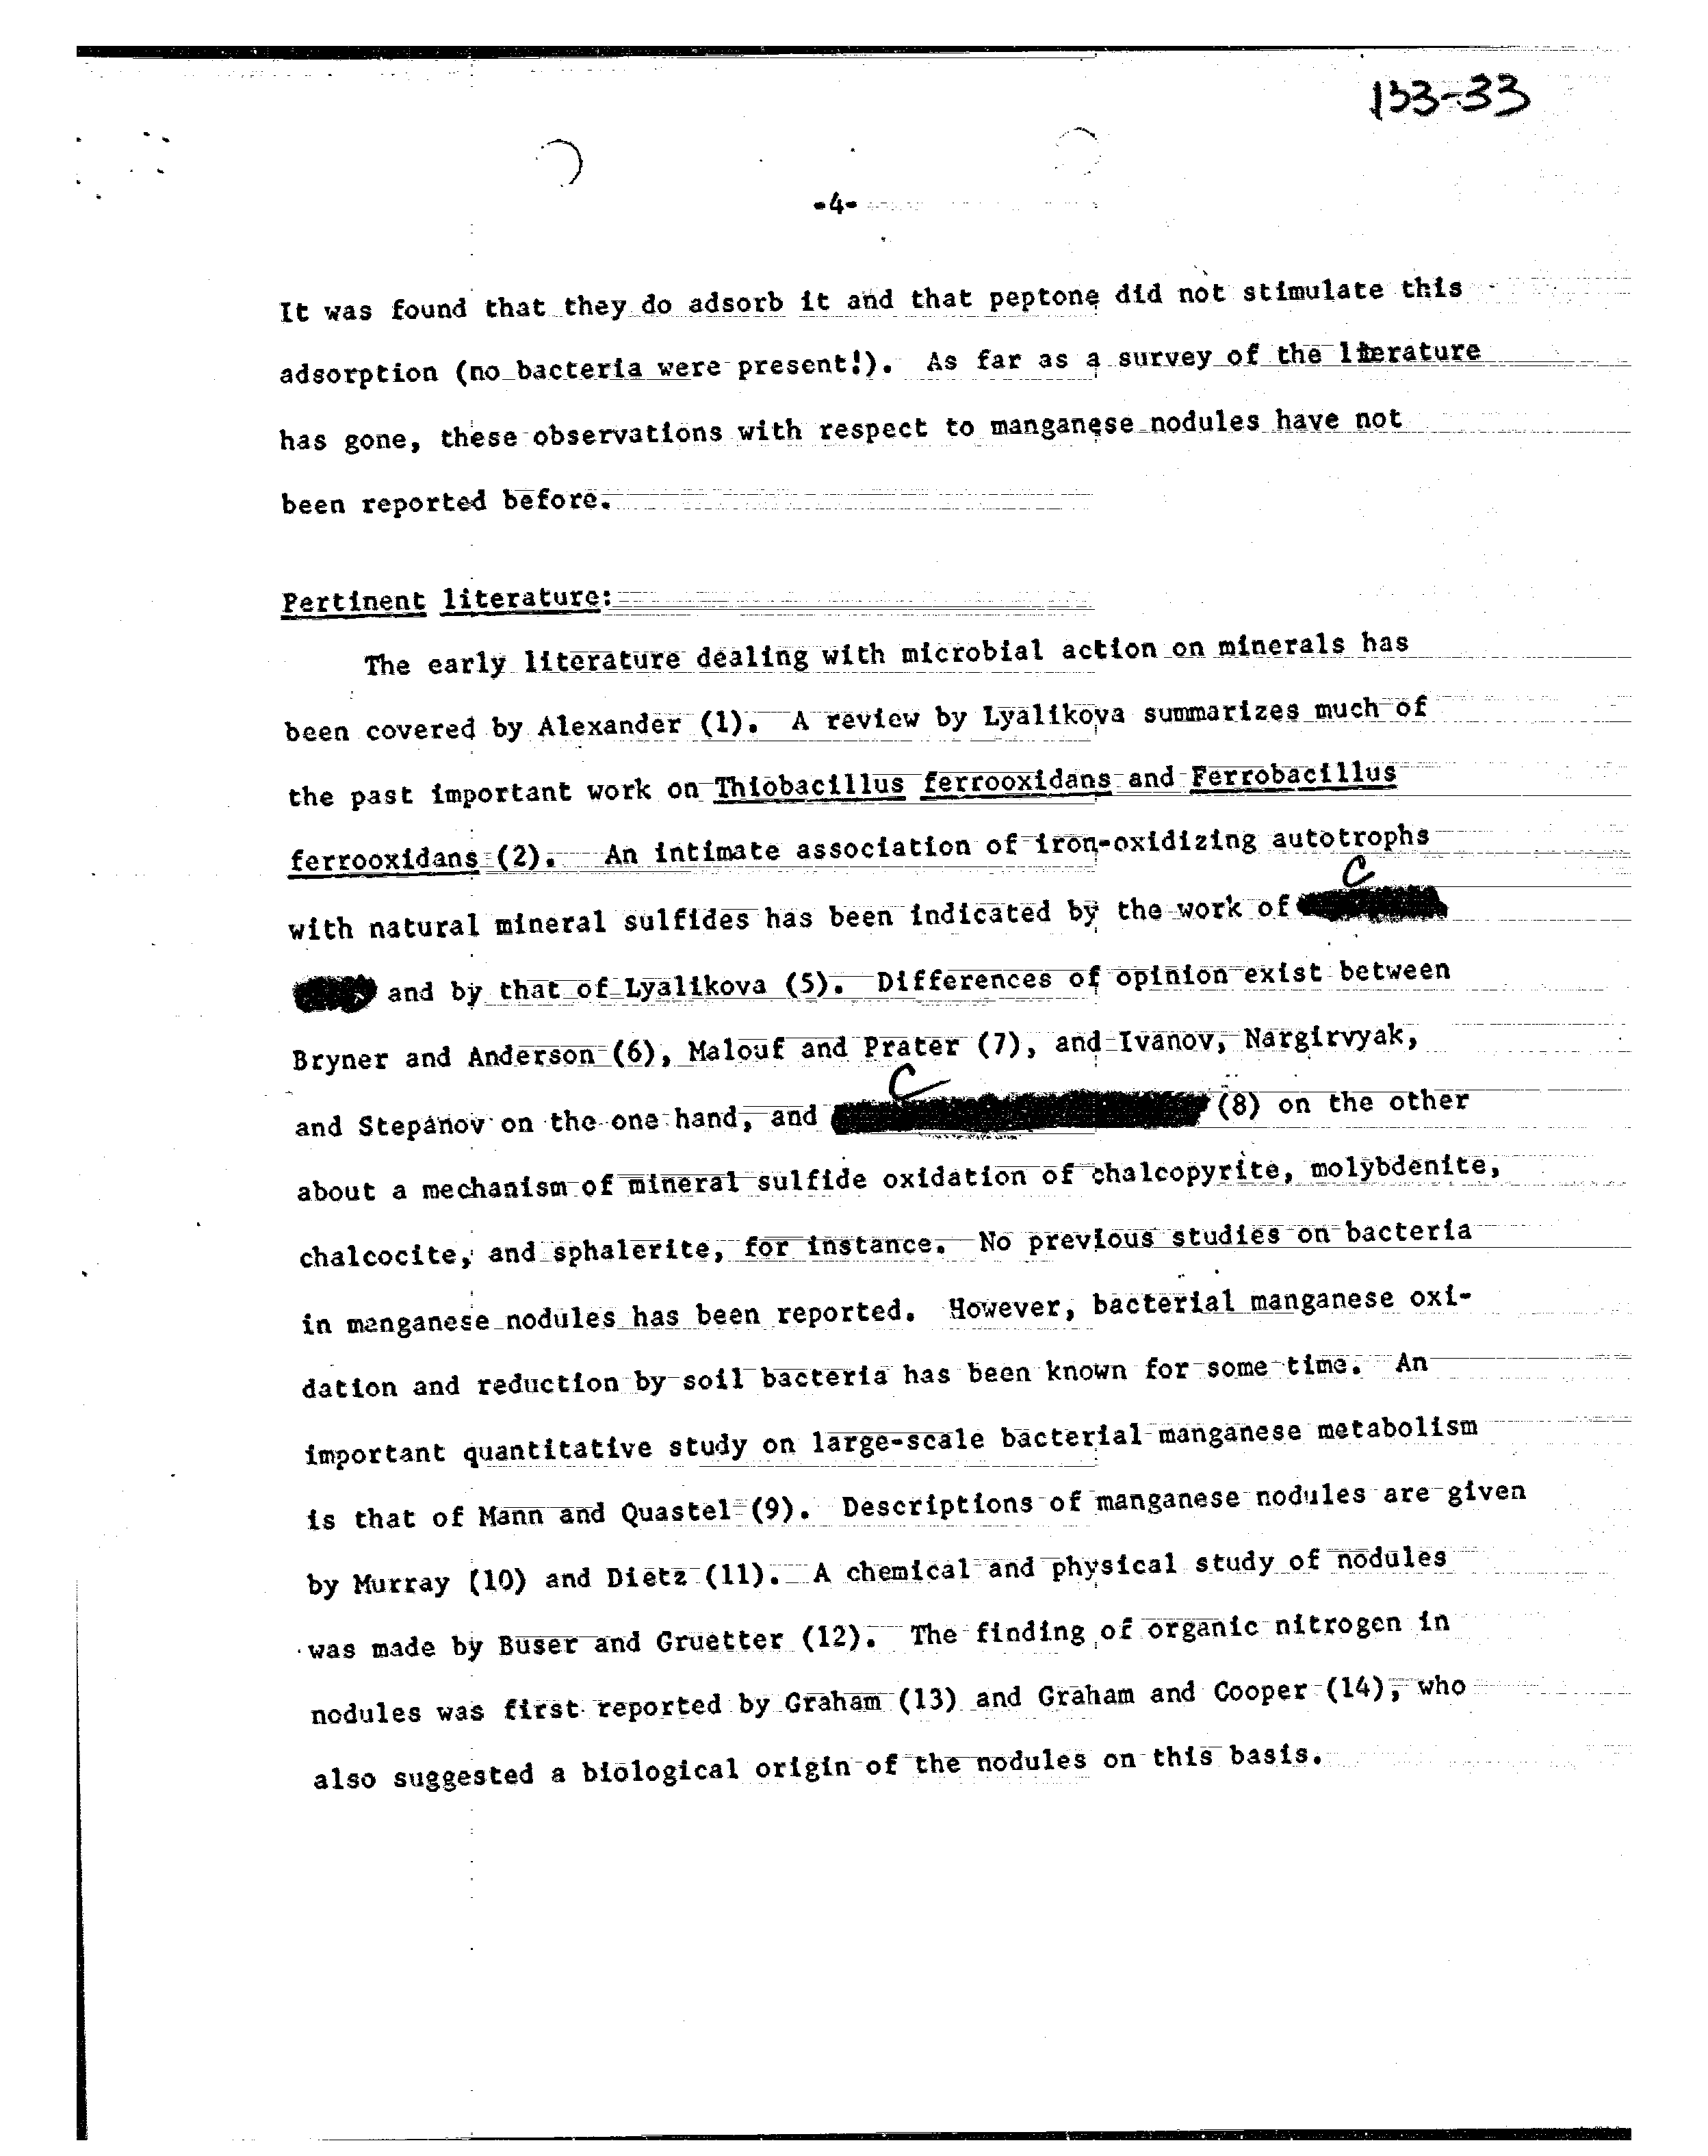 133-33
-4-
It was found that they do adsorb it and that peptone did not stimulate this
adsorption (no bacteria were present!). As far as a survey of the literature
has gone, these observations with respect to manganese nodules have not
been reported before.
Pertinent literature:
The early literature dealing with microbial action on minerals has
been covered by Alexander (1). A review by Lyalikova summarizes much of
the past important work on Thiobacillus ferrooxidans and Ferrobacillus
ferrooxidans (2). An intimate association of iron-oxidizing autotrophs
C
with natural mineral sulfides has been indicated by the work of
and by that of Lyalikova (5). Differences of opinion exist between
Bryner and Anderson (6), Malouf and Prater (7), and Ivanov, Nargirvyak,
C
and Stepanov on the one hand, and (8) on the other
about a mechanism of mineral sulfide oxidation of chalcopyrite, molybdenite,
chalcocite, and sphalerite, for instance. No previous studies on bacteria
in manganese nodules has been reported. However, bacterial manganese oxi-
dation and reduction by soil bacteria has been known for some time. An
important quantitative study on large-scale bacterial manganese metabolism
is that of Mann and Quastel (9). Descriptions of manganese nodules are given
by Murray (10) and Dietz (11). A chemical and physical study of nodules
was made by Buser and Gruetter (12). The finding of organic nitrogen in
nodules was first reported by Graham (13) and Graham and Cooper (14), who
also suggested a biological origin of the nodules on this basis.